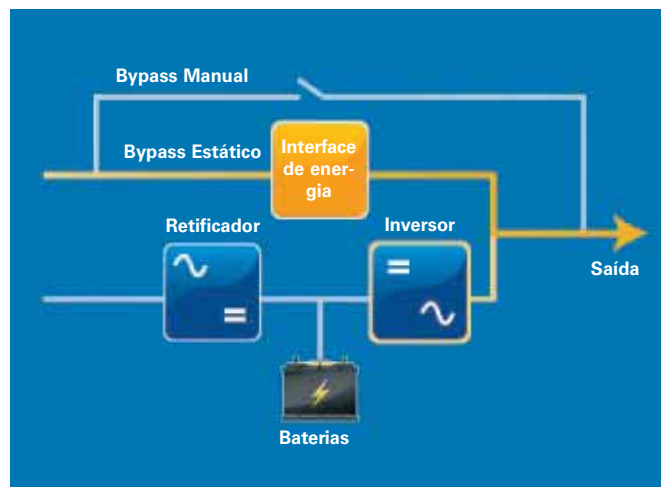 Bypass Manual
Bypass Estático
Interface
de ener-
gia
Retificador
Inversor
Saída
Baterias